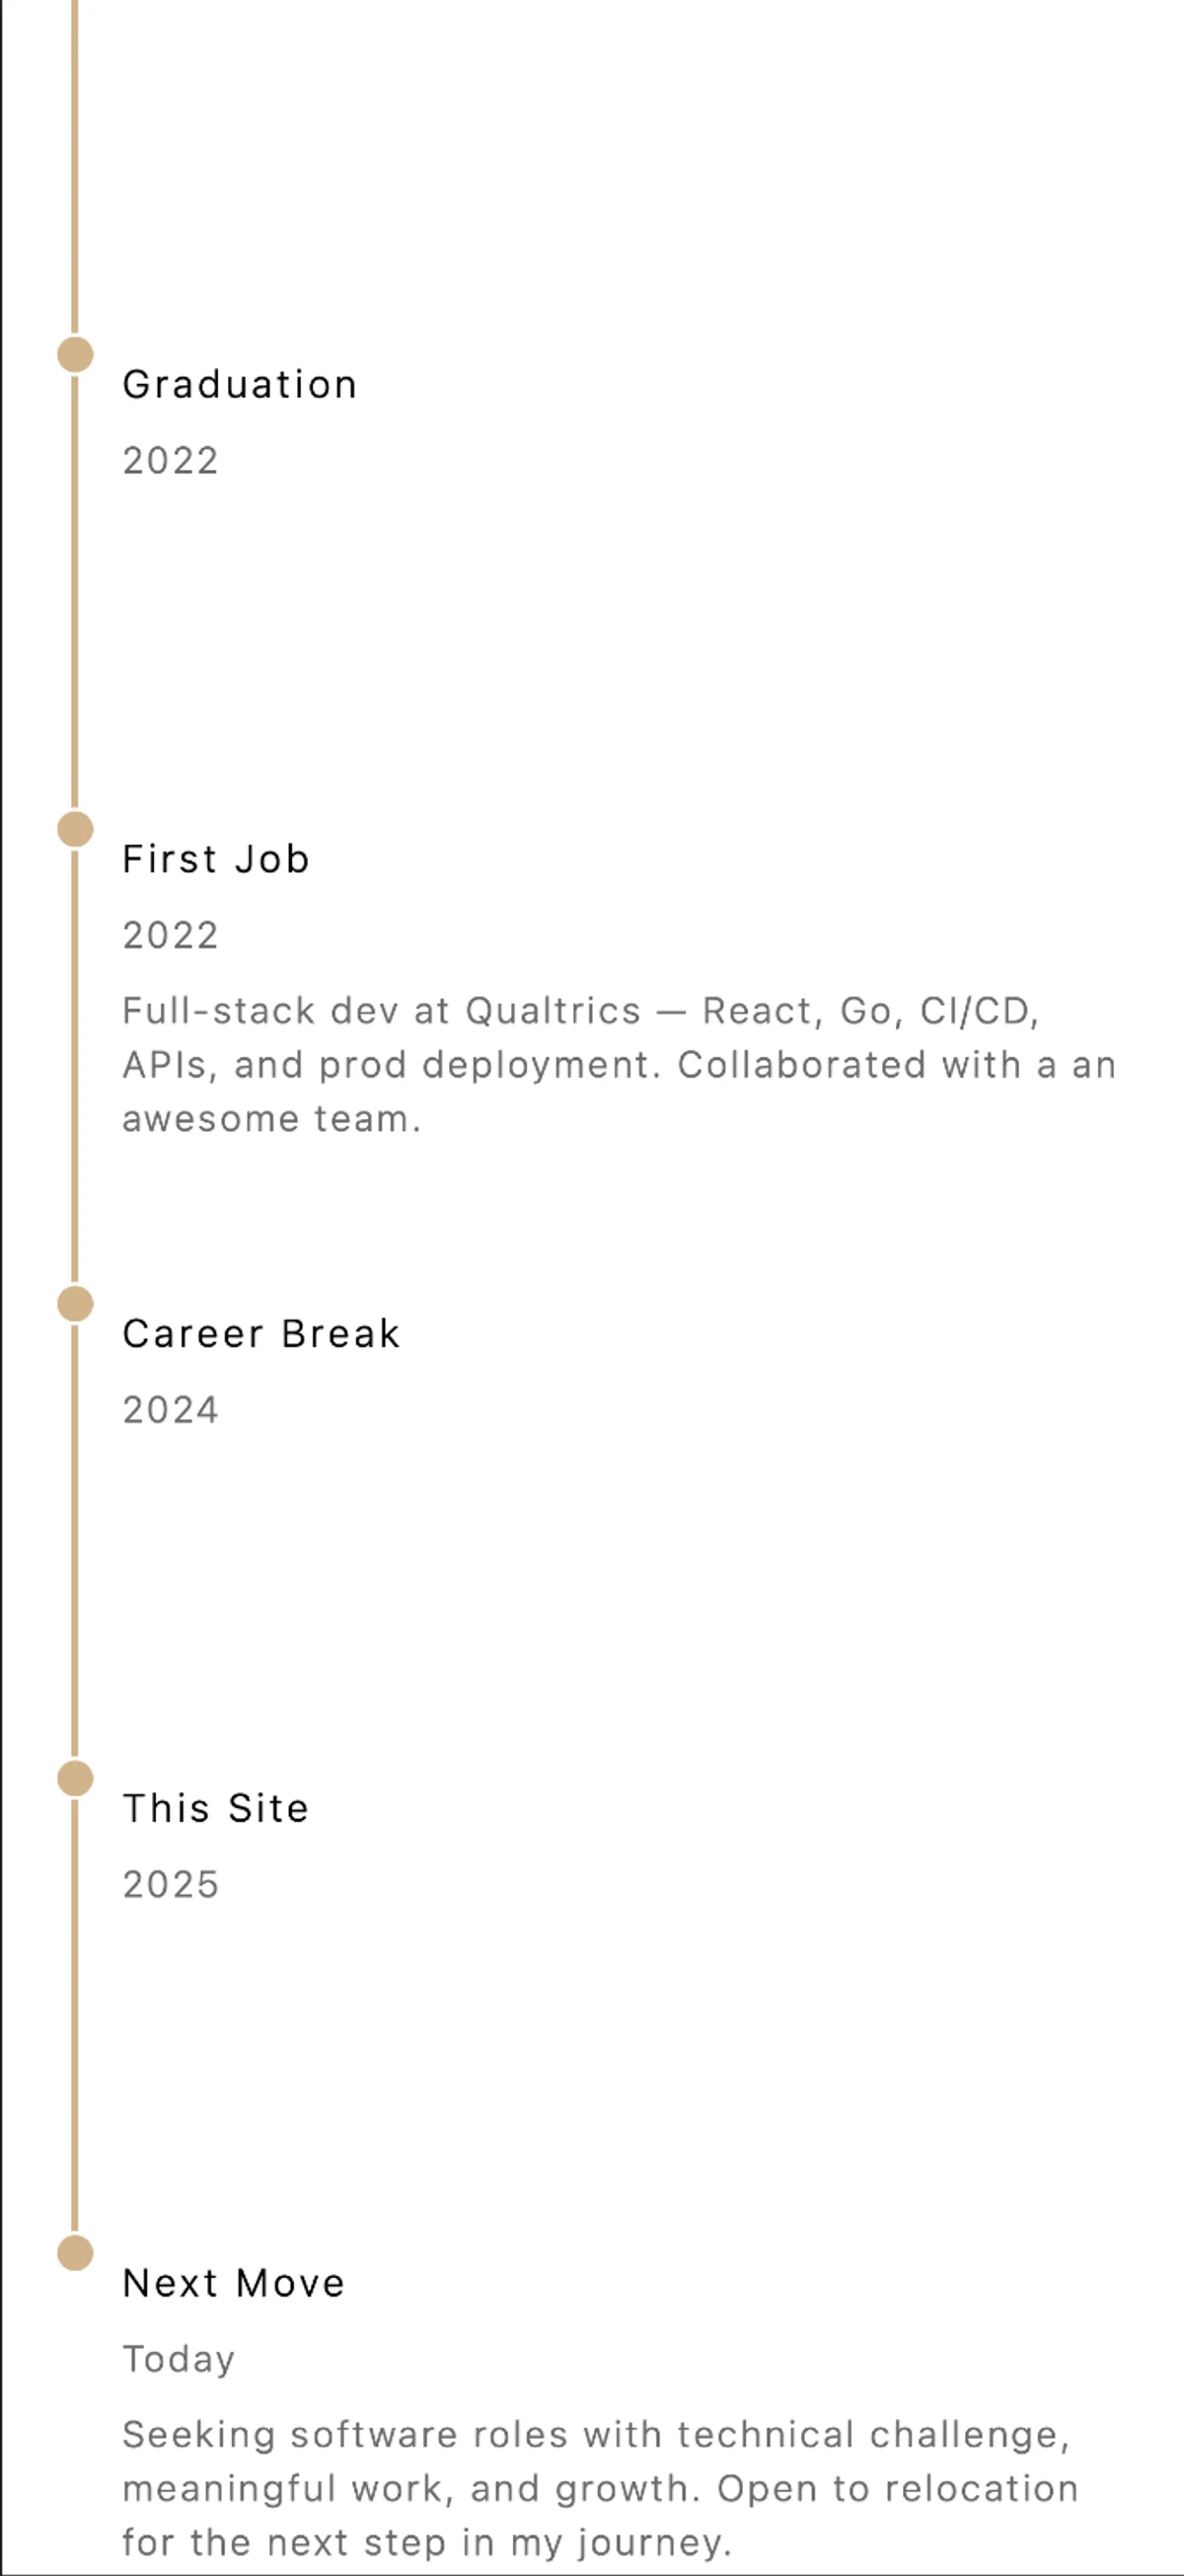 Graduation
2022
First Job
2022
Full-stack dev at Qualtrics — React, Go, CI/CD,
APIs, and prod deployment. Collaborated with a an
awesome team.
Career Break
2024
This Site
2025
Next Move
Today
Seeking software roles with technical challenge,
meaningful work, and growth. Open to relocation
for the next step in my journey.